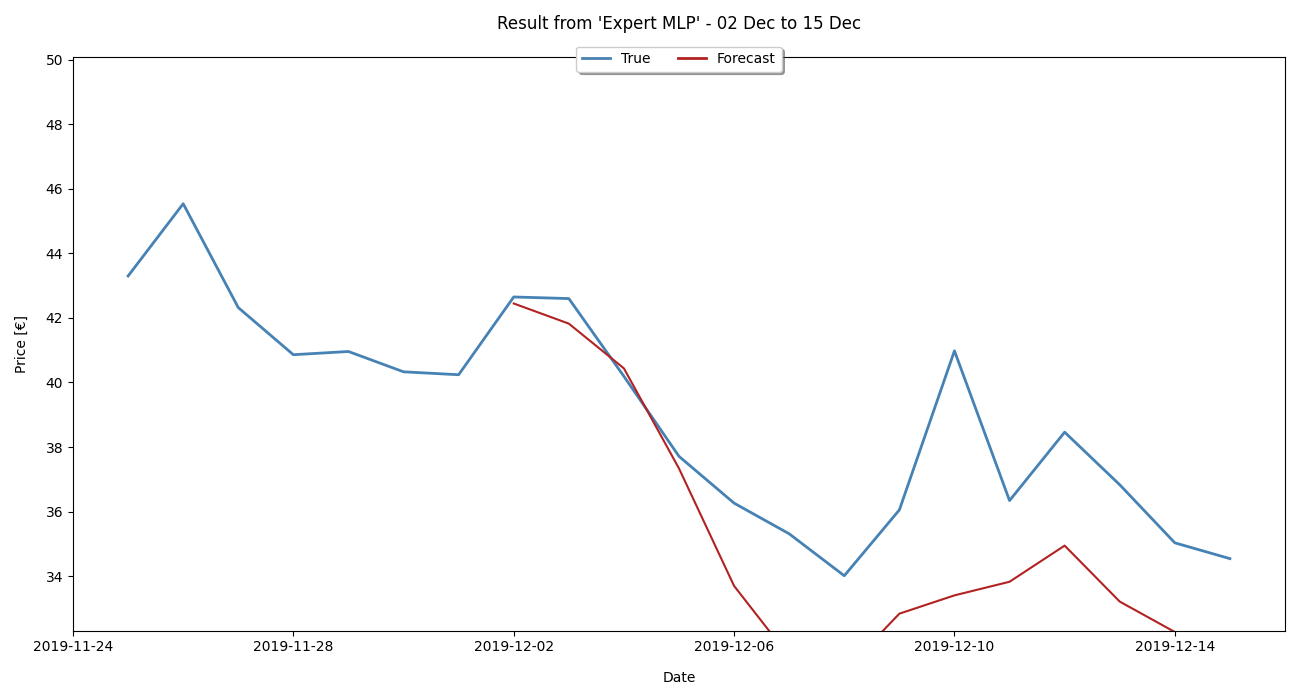 Result from 'Expert MLP' - 02 Dec to 15 Dec
True Forecast
50
48
46
44
42
40
38
36
34
Price [€]
2019-11-24 2019-11-28 2019-12-02 2019-12-06 2019-12-10 2019-12-14
Date